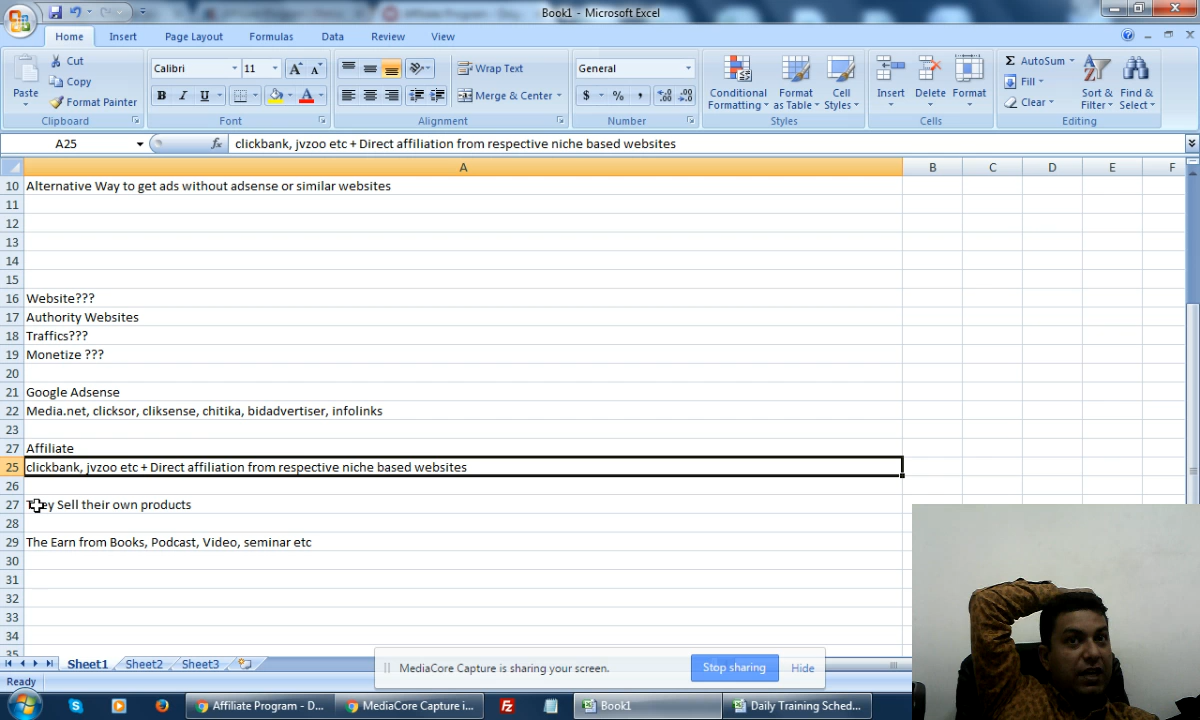 Book1 - Microsoft Excel
Home Insert Page Layout Formulas Data Review View
Paste Cut Copy Format Painter
Calibri 11
B I U
Wrap Text
Merge & Center
General
$ % ,
Conditional Formatting Format as Table Cell Styles
Insert Delete Format
Σ AutoSum
Fill
Clear
Sort & Filter Find & Select
Clipboard Font Alignment Number Styles Cells Editing
A25 fx clickbank, jvzoo etc + Direct affiliation from respective niche based websites
A B C D E F
10 Alternative Way to get ads without adsense or similar websites
11
12
13
14
15
16 Website???
17 Authority Websites
18 Traffics???
19 Monetize ???
20
21 Google Adsense
22 Media.net, clicksor, cliksense, chitika, bidadvertiser, infolinks
23
27 Affiliate
25 clickbank, jvzoo etc + Direct affiliation from respective niche based websites
26
27 They Sell their own products
28
29 The Earn from Books, Podcast, Video, seminar etc
30
31
32
33
34
35
Sheet1 Sheet2 Sheet3
MediaCore Capture is sharing your screen. Stop sharing Hide
Ready
Affiliate Program - D... MediaCore Capture i... Book1 Daily Training Sched...